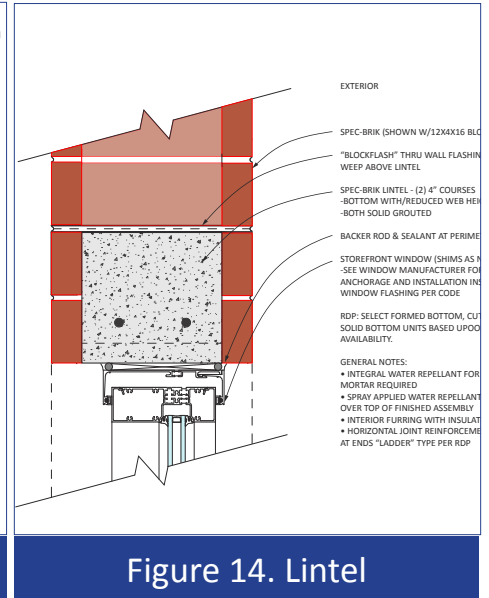 EXTERIOR
SPEC-BRIK (SHOWN W/12X4X16 BLO
"BLOCKFLASH" THRU WALL FLASHIN
WEEP ABOVE LINTEL
SPEC-BRIK LINTEL - (2) 4" COURSES
-BOTTOM WITH/REDUCED WEB HEI
-BOTH SOLID GROUTED
BACKER ROD & SEALANT AT PERIME
STOREFRONT WINDOW (SHIMS AS N
-SEE WINDOW MANUFACTURER FO
ANCHORAGE AND INSTALLATION INS
WINDOW FLASHING PER CODE
RDP: SELECT FORMED BOTTOM, CUT
SOLID BOTTOM UNITS BASED UPOO
AVAILABILITY.
GENERAL NOTES:
• INTEGRAL WATER REPELLANT FOR
MORTAR REQUIRED
• SPRAY APPLIED WATER REPELLANT
OVER TOP OF FINISHED ASSEMBLY
• INTERIOR FURRING WITH INSULAT
• HORIZONTAL JOINT REINFORCEME
AT ENDS "LADDER" TYPE PER RDP
Figure 14. Lintel